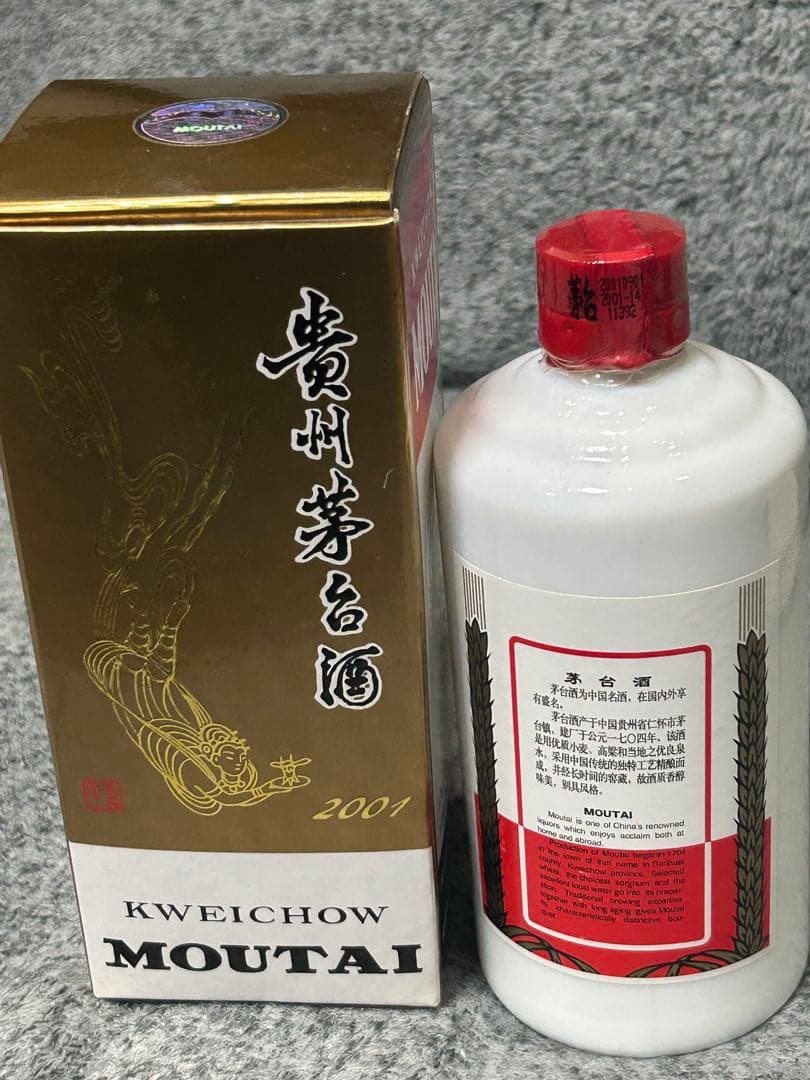 MOUTAI
貴州茅台酒
2001
KWEICHOW
MOUTAI
KWEICHOW
MOUTAI
茅台
20010901
2001-14
11392
茅台酒
茅台酒为中国名酒，在国内外享
有盛名。
茅台酒产于中国贵州省仁怀市茅
台镇，建厂于公元一七〇四年，该酒
是用优质小麦、高粱和当地之优良泉
水，采用中国传统的独特工艺精酿而
成，并经长时间的窖藏，故酒质香醇
味美，别具风格。
MOUTAI
Moutai is one of China's renowned
liquors which enjoys acclaim both at
home and abroad.
Production of Moutai began in 1704
in the town of that name in Renhuai
county, Kweichow province. Selected
wheat, the choicest sorghum and the
excellent local water go into its prepar-
ation. Traditional brewing expertise
together with long aging gives Moutai
its characteristically distinctive bou-
quet.